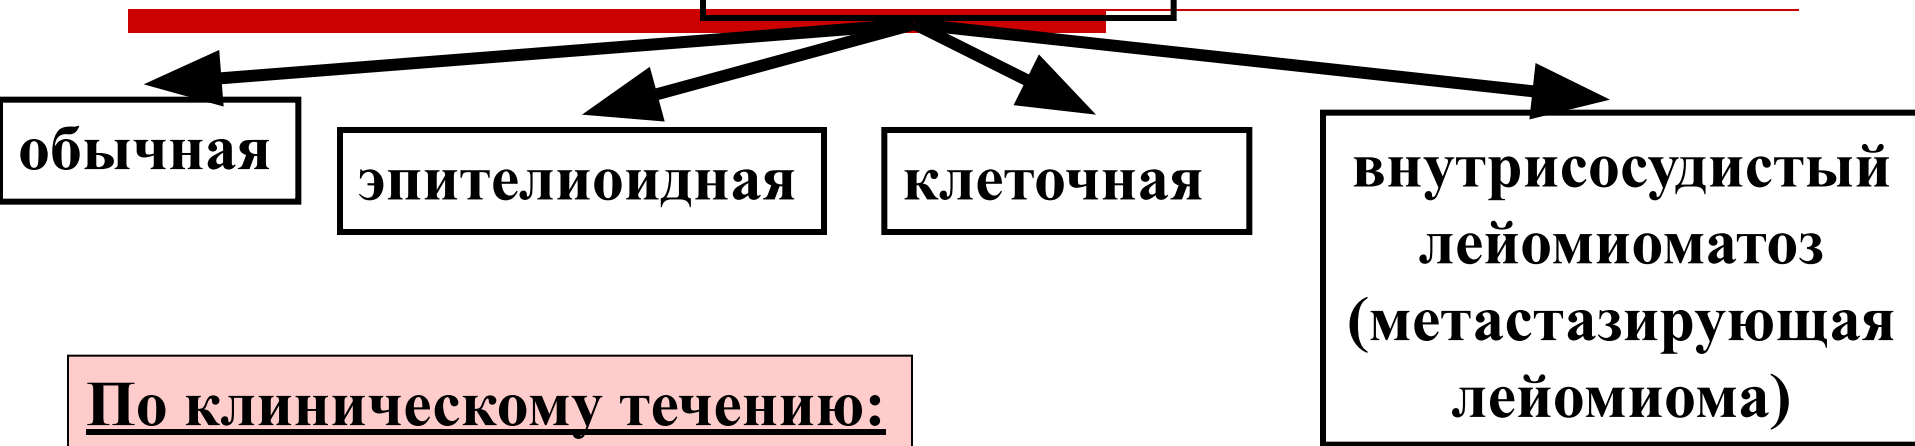 обычная
эпителиоидная
клеточная
внутрисосудистый
лейомиоматоз
(метастазирующая
лейомиома)
По клиническому течению: